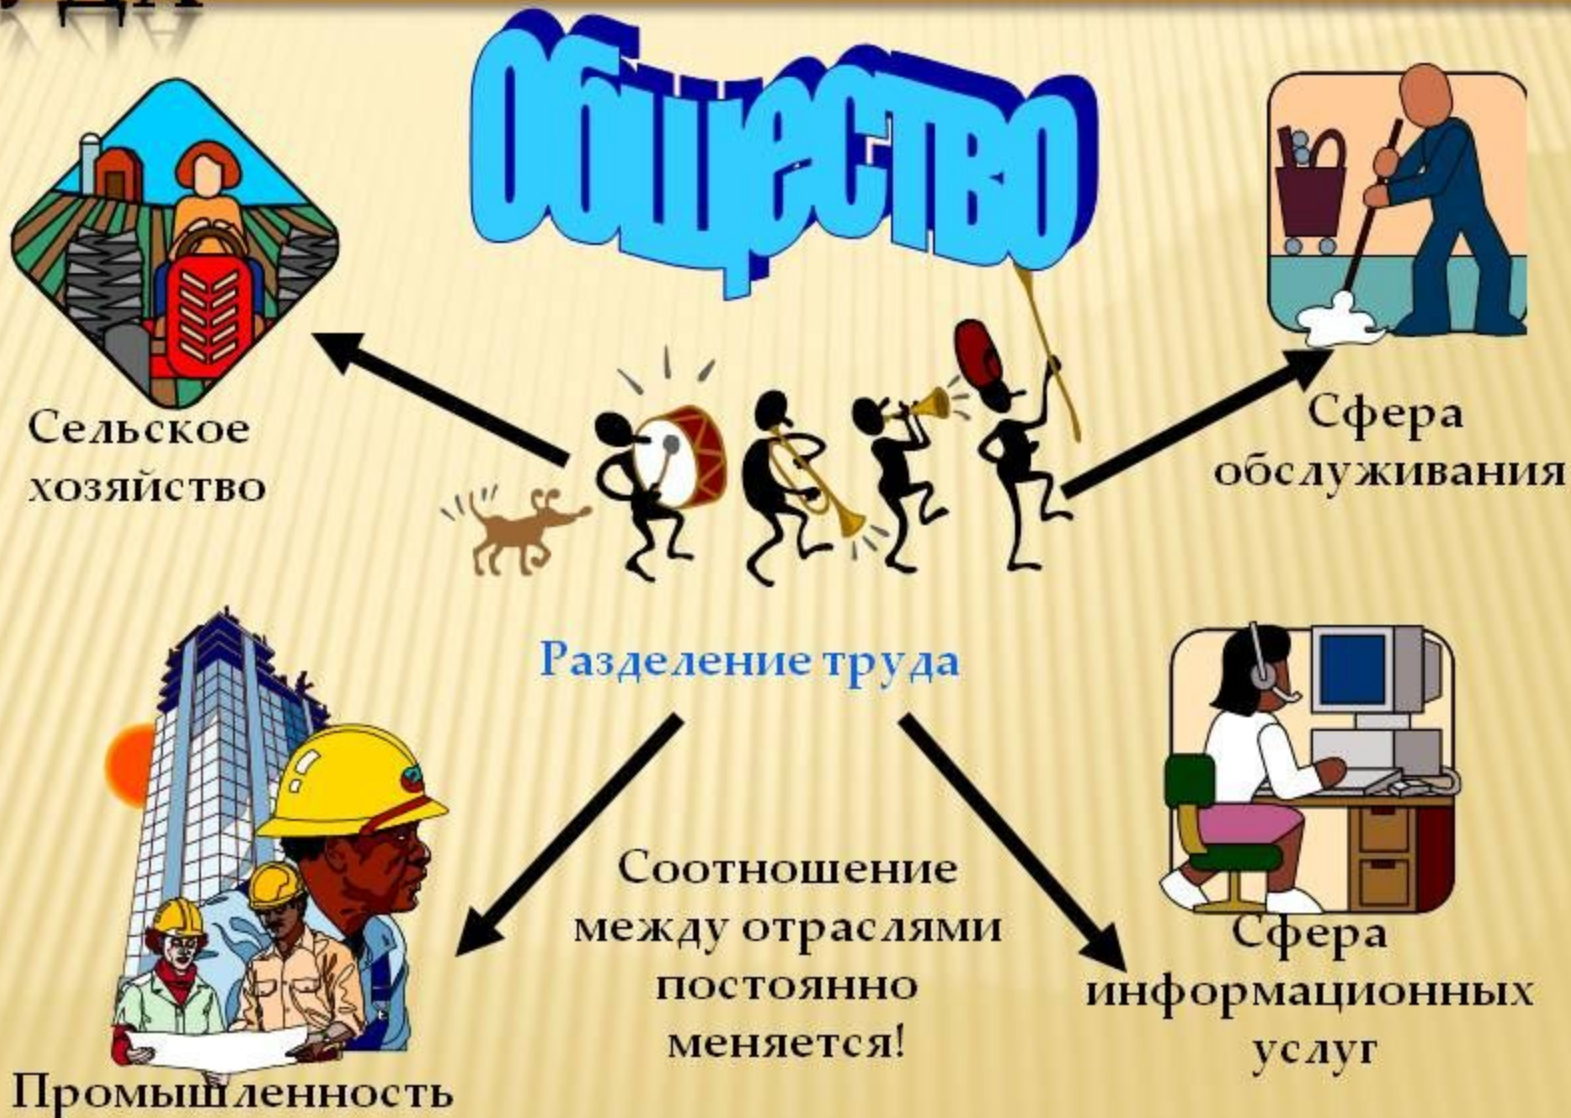 Общество
Сельское
хозяйство
Сфера
обслуживания
Разделение труда
Соотношение
между отраслями
постоянно
меняется!
Сфера
информационных
услуг
Промышленность